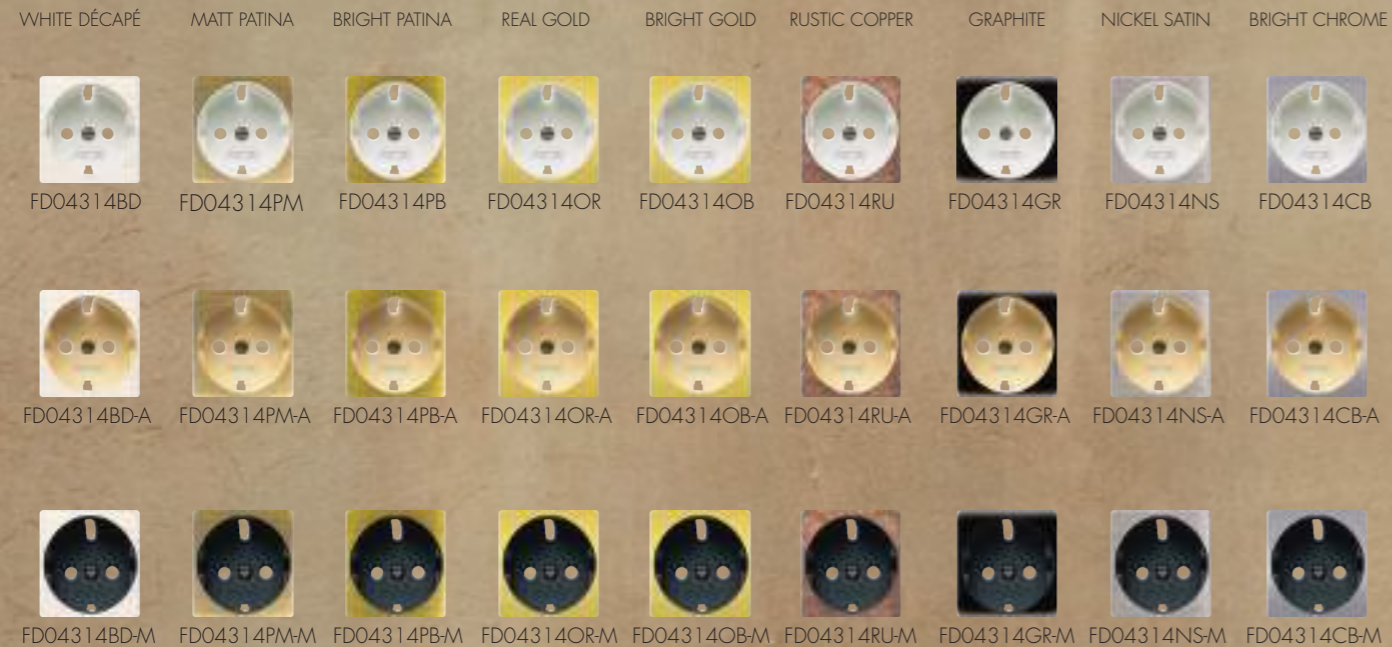 WHITE DÉCAPÉ MATT PATINA BRIGHT PATINA REAL GOLD BRIGHT GOLD RUSTIC COPPER GRAPHITE NICKEL SATIN BRIGHT CHROME
FD04314BD FD04314PM FD04314PB FD04314OR FD04314OB FD04314RU FD04314GR FD04314NS FD04314CB
FD04314BD-A FD04314PM-A FD04314PB-A FD04314OR-A FD04314OB-A FD04314RU-A FD04314GR-A FD04314NS-A FD04314CB-A
FD04314BD-M FD04314PM-M FD04314PB-M FD04314OR-M FD04314OB-M FD04314RU-M FD04314GR-M FD04314NS-M FD04314CB-M